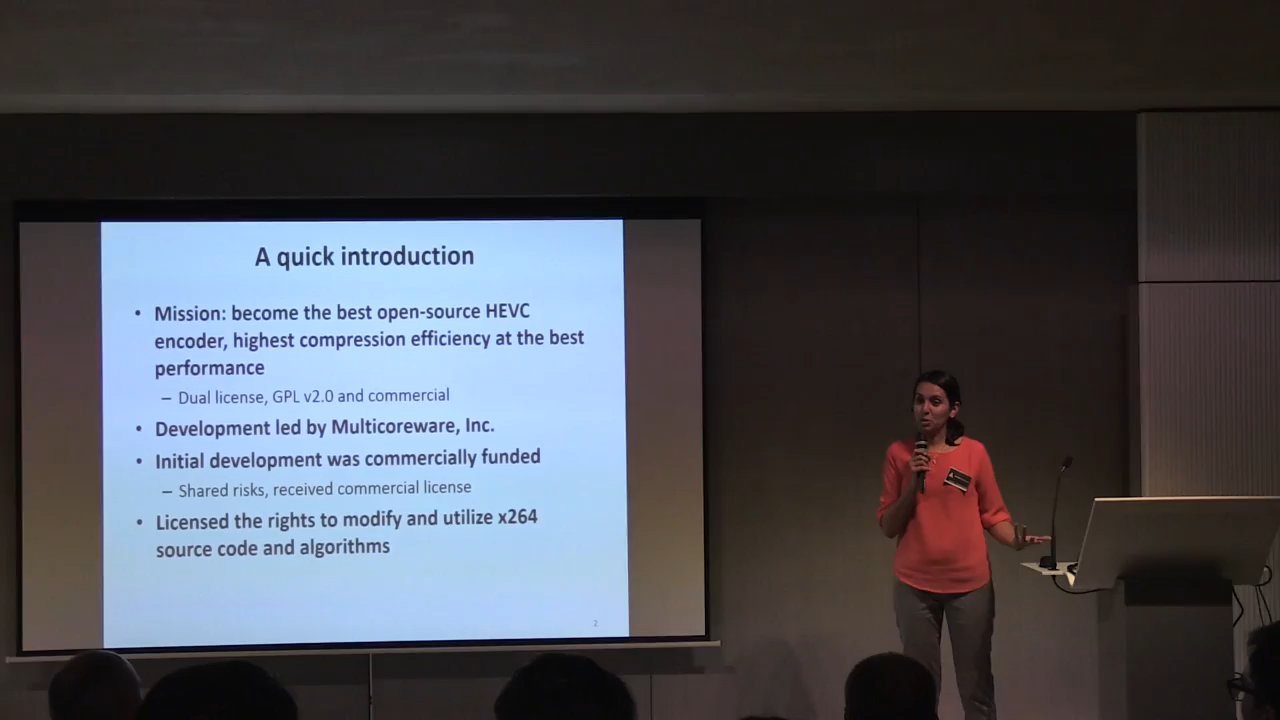 A quick introduction
• Mission: become the best open-source HEVC
encoder, highest compression efficiency at the best
performance
– Dual license, GPL v2.0 and commercial
• Development led by Multicoreware, Inc.
• Initial development was commercially funded
– Shared risks, received commercial license
• Licensed the rights to modify and utilize x264
source code and algorithms
2